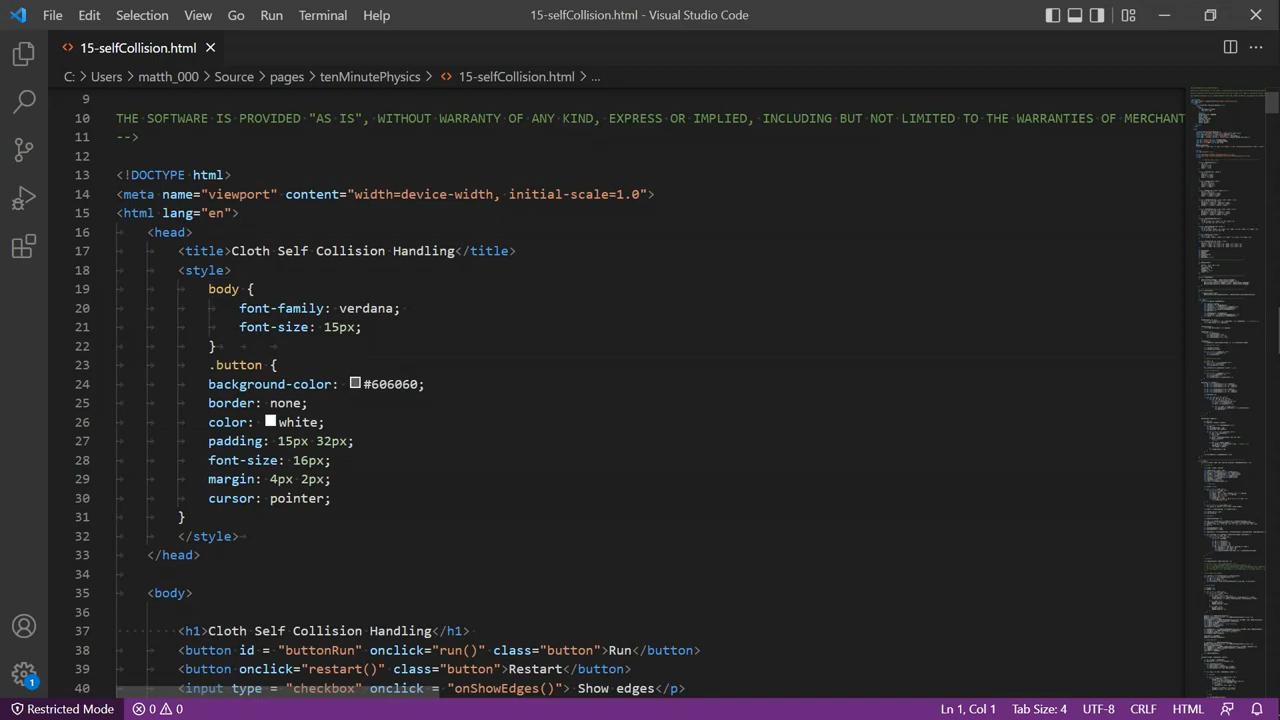 File Edit Selection View Go Run Terminal Help 15-selfCollision.html - Visual Studio Code
15-selfCollision.html
C: > Users > matth_000 > Source > pages > tenMinutePhysics > 15-selfCollision.html > ...
9
10 THE SOFTWARE IS PROVIDED "AS IS", WITHOUT WARRANTY OF ANY KIND, EXPRESS OR IMPLIED, INCLUDING BUT NOT LIMITED TO THE WARRANTIES OF MERCHANT
11 -->
12
13 <!DOCTYPE html>
14 <meta name="viewport" content="width=device-width, initial-scale=1.0">
15 <html lang="en">
16 <head>
17 <title>Cloth Self Collision Handling</title
18 <style>
19 body {
20 font-family: verdana;
21 font-size: 15px;
22 }
23 .button {
24 background-color: #606060;
25 border: none;
26 color: white;
27 padding: 15px 32px;
28 font-size: 16px;
29 margin: 4px 2px;
30 cursor: pointer;
31 }
32 </style>
33 </head>
34
35 <body>
36
37 <h1>Cloth Self Collision Handling h1>
38 <button id = "buttonRun onclick="run()" class="button">Run</button>
39 <button onclick="restart()" class="button">Restart</button>
40 <input type = "checkbox" onclick = Show edges</p>
Restricted Mode 0 0 Ln 1, Col 1 Tab Size: 4 UTF-8 CRLF HTML
1